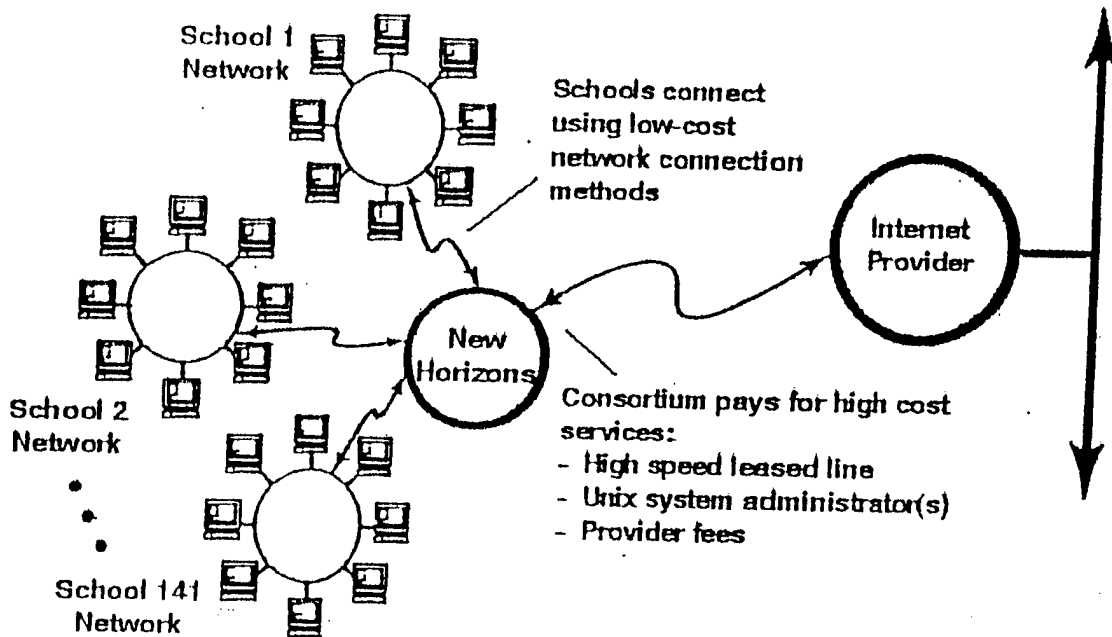 School 1
Network
Schools connect
using low-cost
network connection
methods
Internet
Provider
New
Horizons
School 2
Network
Consortium pays for high cost
services:
- High speed leased line
- Unix system administrator(s)
- Provider fees
School 141
Network